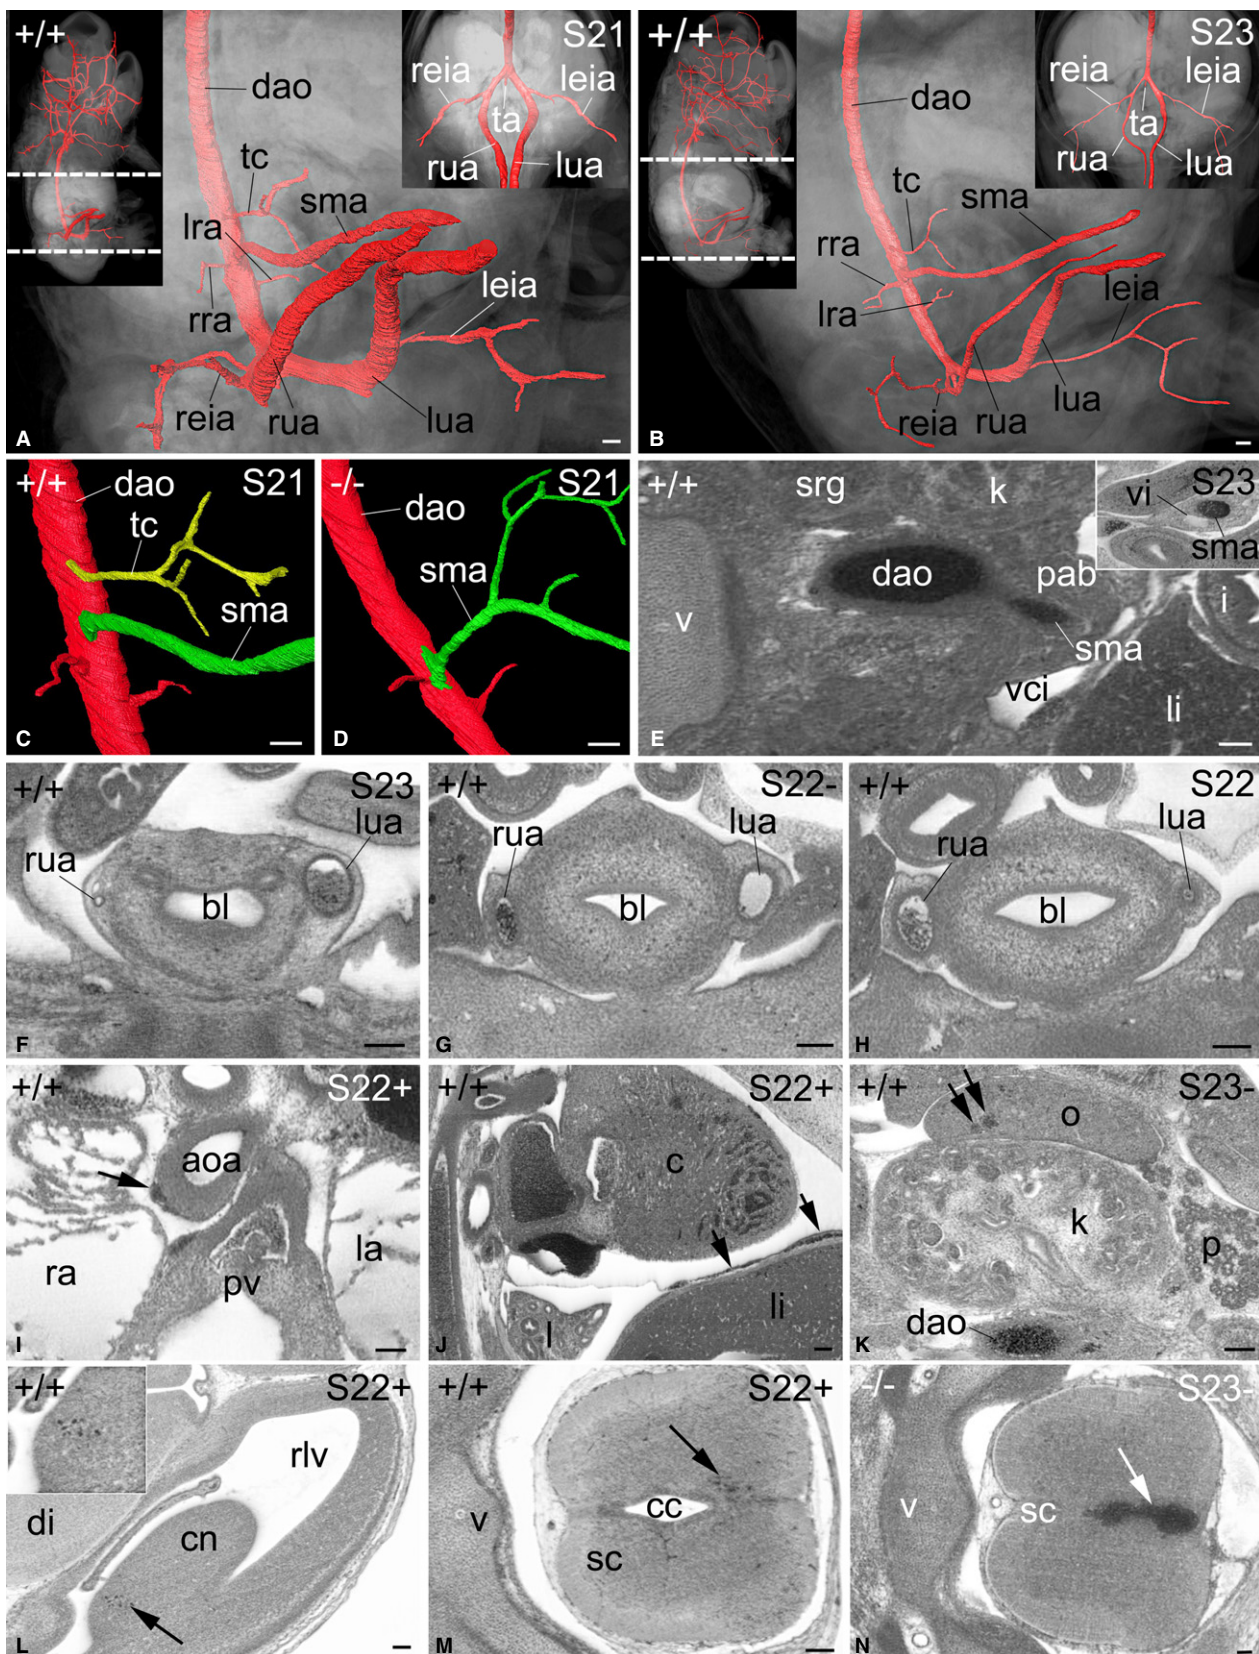 +/+
dao
tc
sma
lra
rra
leia
reia
rua
lua
S21
reia
leia
ta
rua
lua
A
+/+
dao
tc
sma
rra
lra
leia
reia
rua
lua
S23
reia
leia
ta
rua
lua
B
+/+
S21
dao
tc
sma
C
-/-
S21
dao
sma
D
+/+
srg
k
S23
vi
sma
dao
pab
v
i
sma
vci
li
E
+/+
S23
lua
rua
bl
F
+/+
S22-
rua
lua
bl
G
+/+
S22
rua
lua
bl
H
+/+
S22+
aoa
ra
la
pv
I
+/+
S22+
c
li
l
J
+/+
S23-
o
k
p
dao
K
+/+
S22+
rlv
di
cn
L
+/+
S22+
cc
v
sc
M
-/-
S23-
v
sc
N